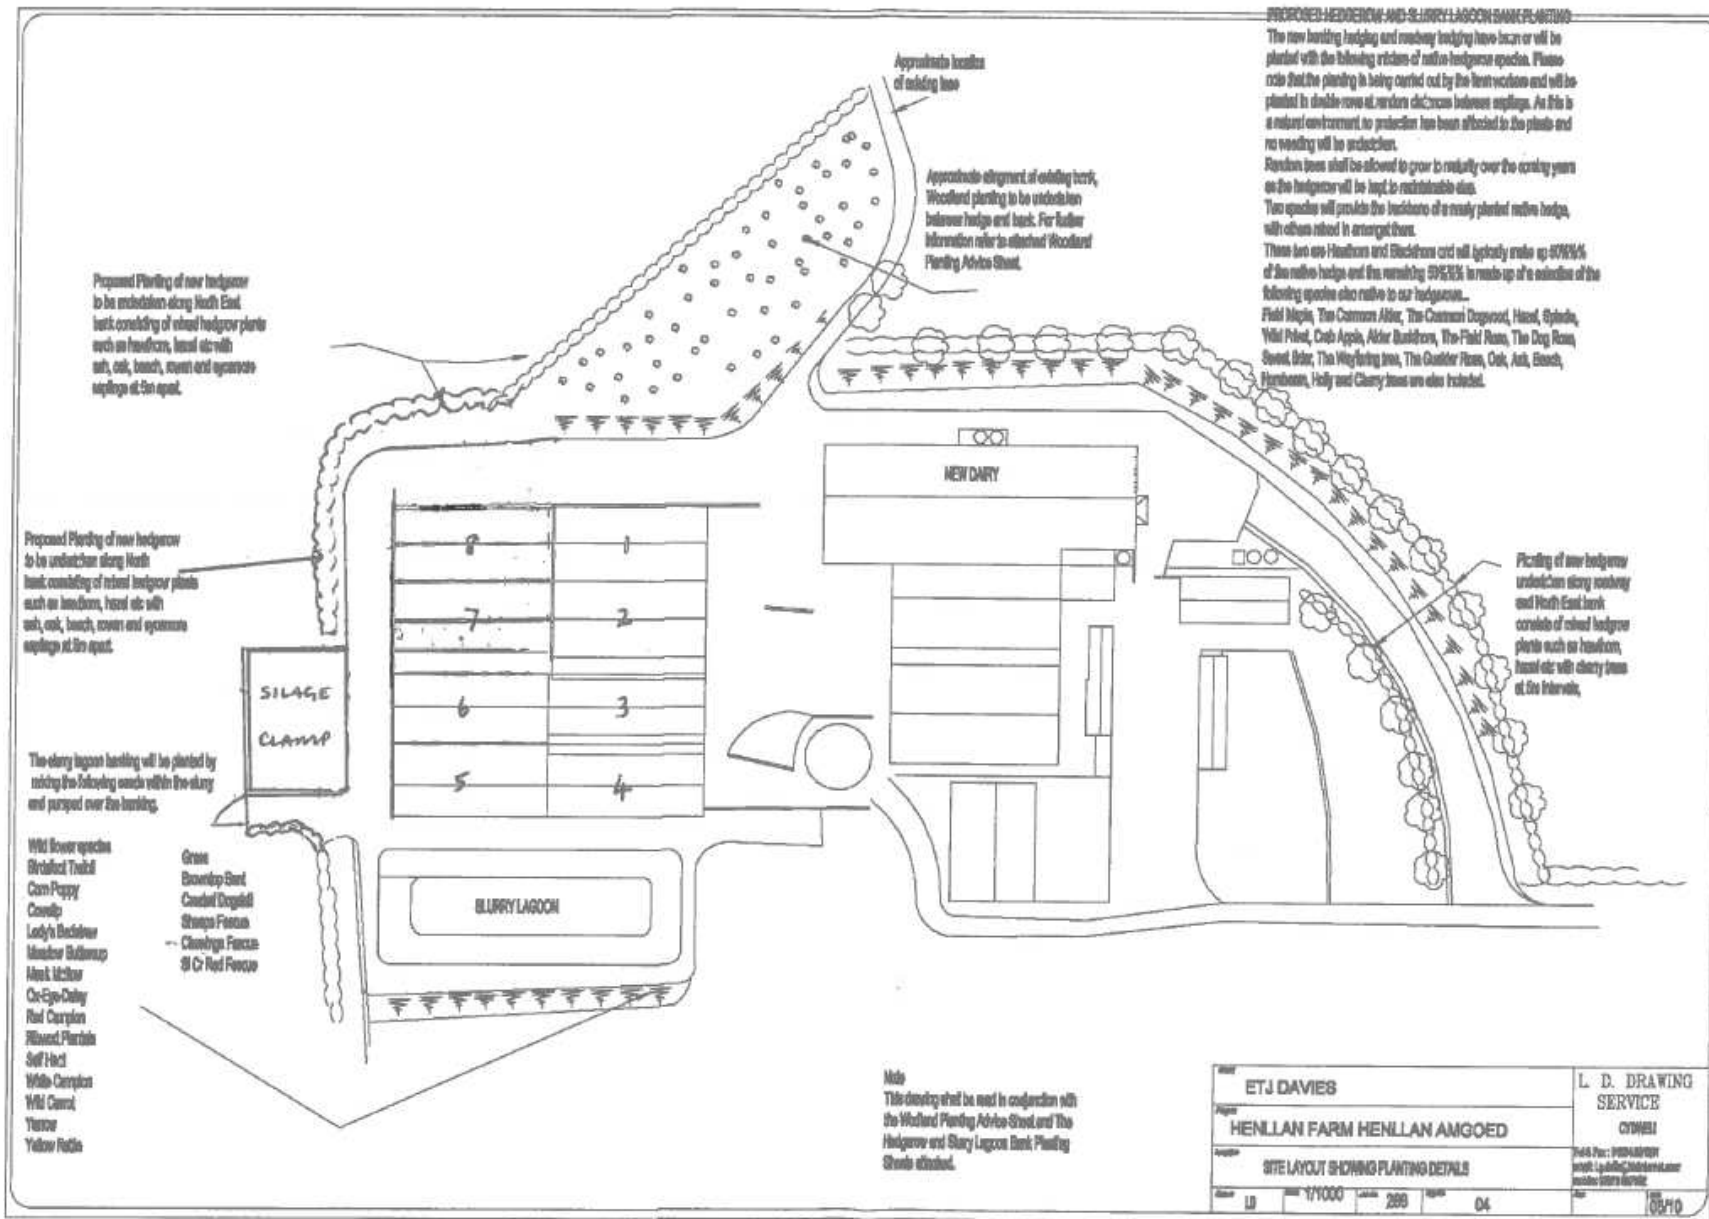 Approximate location
of existing lane
PROPOSED HEDGEROW AND SLURRY LAGOON BANK PLANTING
The new banking hedging and roadway hedging have been or will be
planted with the following mixture of native hedgerow species. Please
note that the planting is being carried out by the farm workers and will be
planted in double rows at random distances between saplings. As this is
a natural environment no protection has been afforded to the plants and
no weeding will be undertaken.
Random trees shall be allowed to grow to maturity over the coming years
as the hedgerow will be kept to maintainable size.
Two species will provide the backbone of a newly planted native hedge,
with others mixed in amongst them.
These two are Hawthorn and Blackthorn and will typically make up
of the native hedge and the remaining is made up of a selection of the
following species also native to our hedgerows...
Field Maple, The Common Alder, The Common Dogwood, Hazel, Spindle,
Wild Privet, Crab Apple, Alder Buckthorn, The Field Rose, The Dog Rose,
Sweet Briar, The Wayfaring tree, The Guelder Rose, Oak, Ash, Beech,
Hornbeam, Holly and Cherry trees are also included.
Approximate alingment of existing bank,
Woodland planting to be undertaken
between hedge and bank. For further
information refer to attached Woodland
Planting Advice Sheet.
Proposed Planting of new hedgerow
to be undertaken along North East
bank consisting of mixed hedgrow plants
such as hawthorn, hazel etc with
ash, oak, beech, rowan and sycamore
saplings at 5m apart.
NEW DAIRY
Proposed Planting of new hedgerow
to be undertaken along North
bank consisting of mixed hedgrow plants
such as hawthorn, hazel etc with
ash, oak, beech, rowan and sycamore
saplings at 5m apart.
8
1
7
2
6
3
5
4
Planting of new hedgerow
undertaken along roadway
and North East bank
consists of mixed hedgrow
plants such as hawthorn,
hazel etc with cherry trees
at 5m intervals,
SILAGE
CLAMP
The slurry lagoon banking will be planted by
mixing the following seeds within the slurry
and pumped over the banking.
Wild flower species
Birdsfoot Trefoil
Corn Poppy
Cowslip
Lady's Bedstraw
Meadow Buttercup
Musk Mallow
Ox-Eye-Daisy
Red Campion
Ribwort Plantain
Self Heal
White Campion
Wild Carrot
Yarrow
Yellow Rattle
Grass
Browntop Bent
Crested Dogstail
Sheeps Fescue
Chewings Fescue
Sl Cr Red Fescue
SLURRY LAGOON
Note
This drawing shall be read in conjunction with
the Woodland Planting Advice Sheet and The
Hedgerow and Slurry Lagoon Bank Planting
Sheets attached.
ETJ DAVIES
HENLLAN FARM HENLLAN AMGOED
SITE LAYOUT SHOWING PLANTING DETAILS
LD
1/1000
04
05/10
L. D. DRAWING
SERVICE
CYDWELI